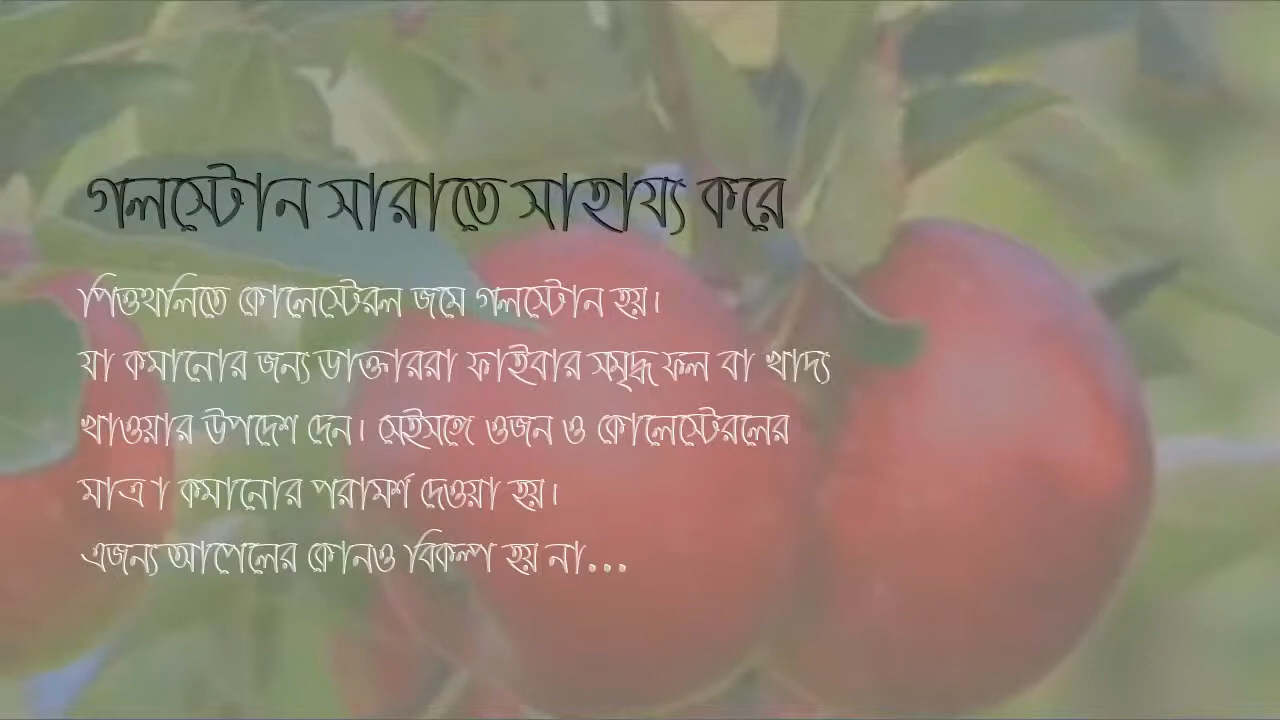 গলস্টোন সারাতে সাহায্য করে
পিত্তথলিতে কোলেস্টেরল জমে গলস্টোন হয়।
যা কমানোর জন্য ডাক্তাররা ফাইবার সমৃদ্ধ ফল বা খাদ্য
খাওয়ার উপদেশ দেন। সেইসঙ্গে ওজন ও কোলেস্টেরলের
মাত্রা কমানোর পরামর্শ দেওয়া হয়।
এজন্য আপেলের কোনও বিকল্প হয় না...